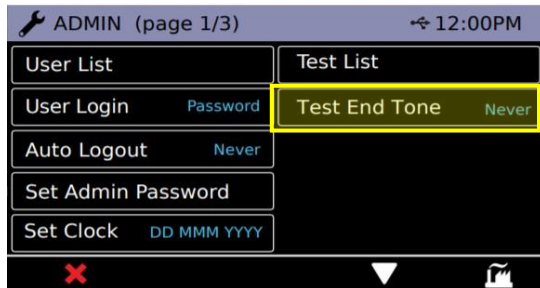 ADMIN (page 1/3) 12:00PM
User List
User Login Password
Auto Logout Never
Set Admin Password
Set Clock DD MMM YYYY
Test List
Test End Tone Never